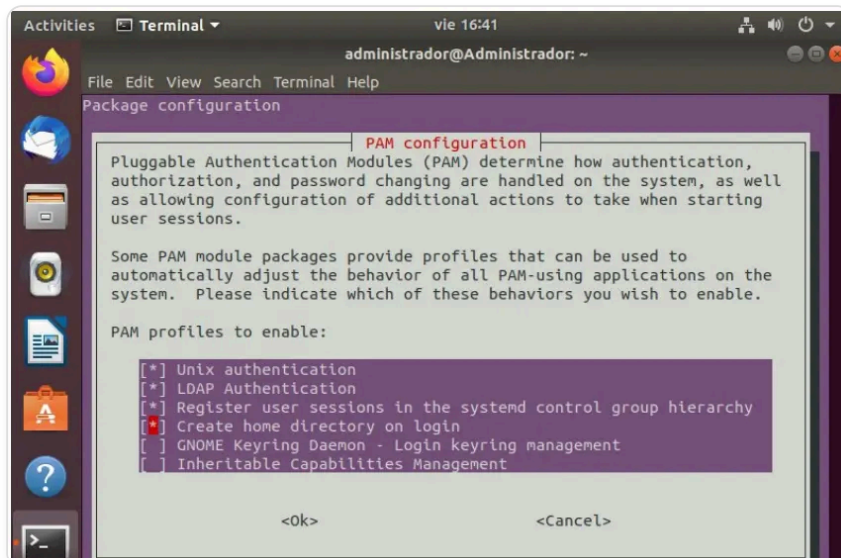 Activities Terminal vie 16:41
administrador@Administrador: ~
File Edit View Search Terminal Help
Package configuration
PAM configuration
Pluggable Authentication Modules (PAM) determine how authentication,
authorization, and password changing are handled on the system, as well
as allowing configuration of additional actions to take when starting
user sessions.
Some PAM module packages provide profiles that can be used to
automatically adjust the behavior of all PAM-using applications on the
system.  Please indicate which of these behaviors you wish to enable.
PAM profiles to enable:
[*] Unix authentication
[*] LDAP Authentication
[*] Register user sessions in the systemd control group hierarchy
[*] Create home directory on login
[ ] GNOME Keyring Daemon - Login keyring management
[ ] Inheritable Capabilities Management
<Ok> <Cancel>